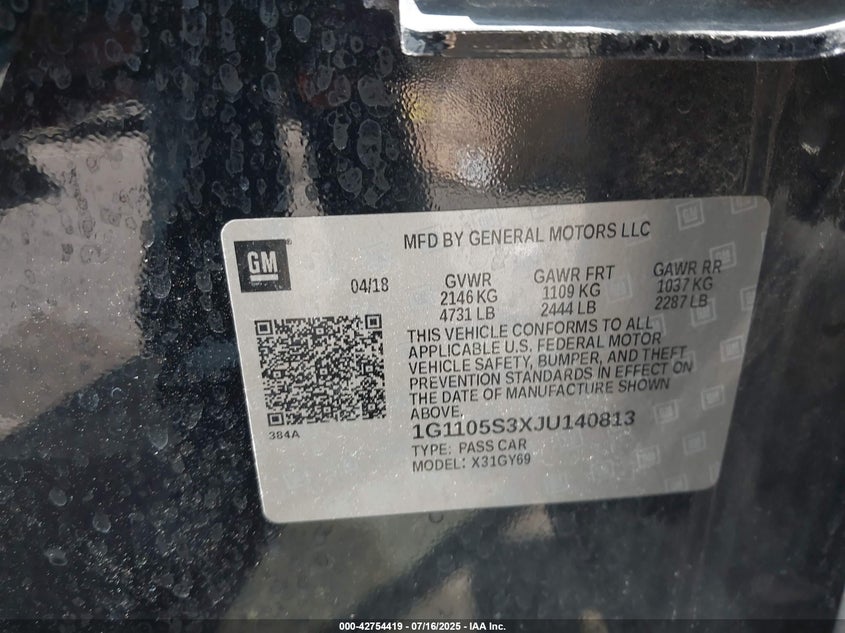 GM
MFD BY GENERAL MOTORS LLC
04/18
GVWR
2146 KG
4731 LB
GAWR FRT
1109 KG
2444 LB
GAWR RR
1037 KG
2287 LB
THIS VEHICLE CONFORMS TO ALL
APPLICABLE U.S. FEDERAL MOTOR
VEHICLE SAFETY, BUMPER, AND THEFT
PREVENTION STANDARDS IN EFFECT ON
THE DATE OF MANUFACTURE SHOWN
ABOVE.
384A
1G1105S3XJU140813
TYPE: PASS CAR
MODEL: X31GY69
000-42754419 - 07/16/2025 - IAA Inc.